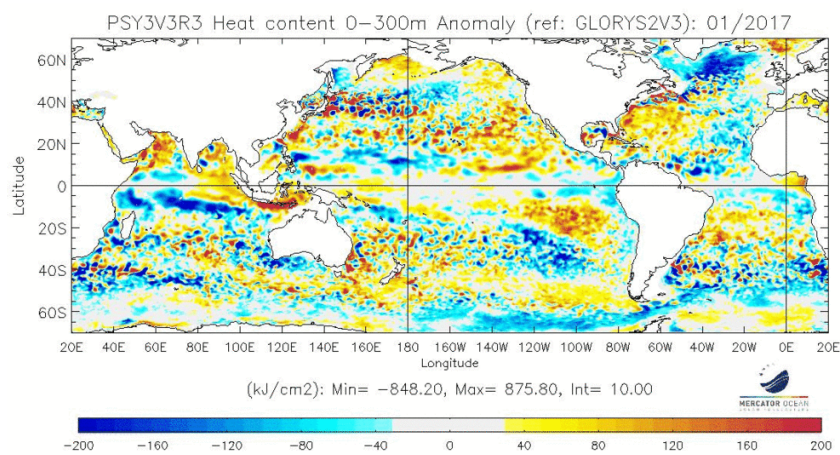 PSY3V3R3 Heat content 0-300m Anomaly (ref: GLORYS2V3): 01/2017
60N
40N
20N
0
20S
40S
60S
Latitude
20E 40E 60E 80E 100E 120E 140E 160E 180 160W 140W 120W 100W 80W 60W 40W 20W 0E 20E
Longitude
(kJ/cm2): Min= -848.20, Max= 875.80, Int= 10.00
MERCATOR OCEAN
-200 -160 -120 -80 -40 0 40 80 120 160 200